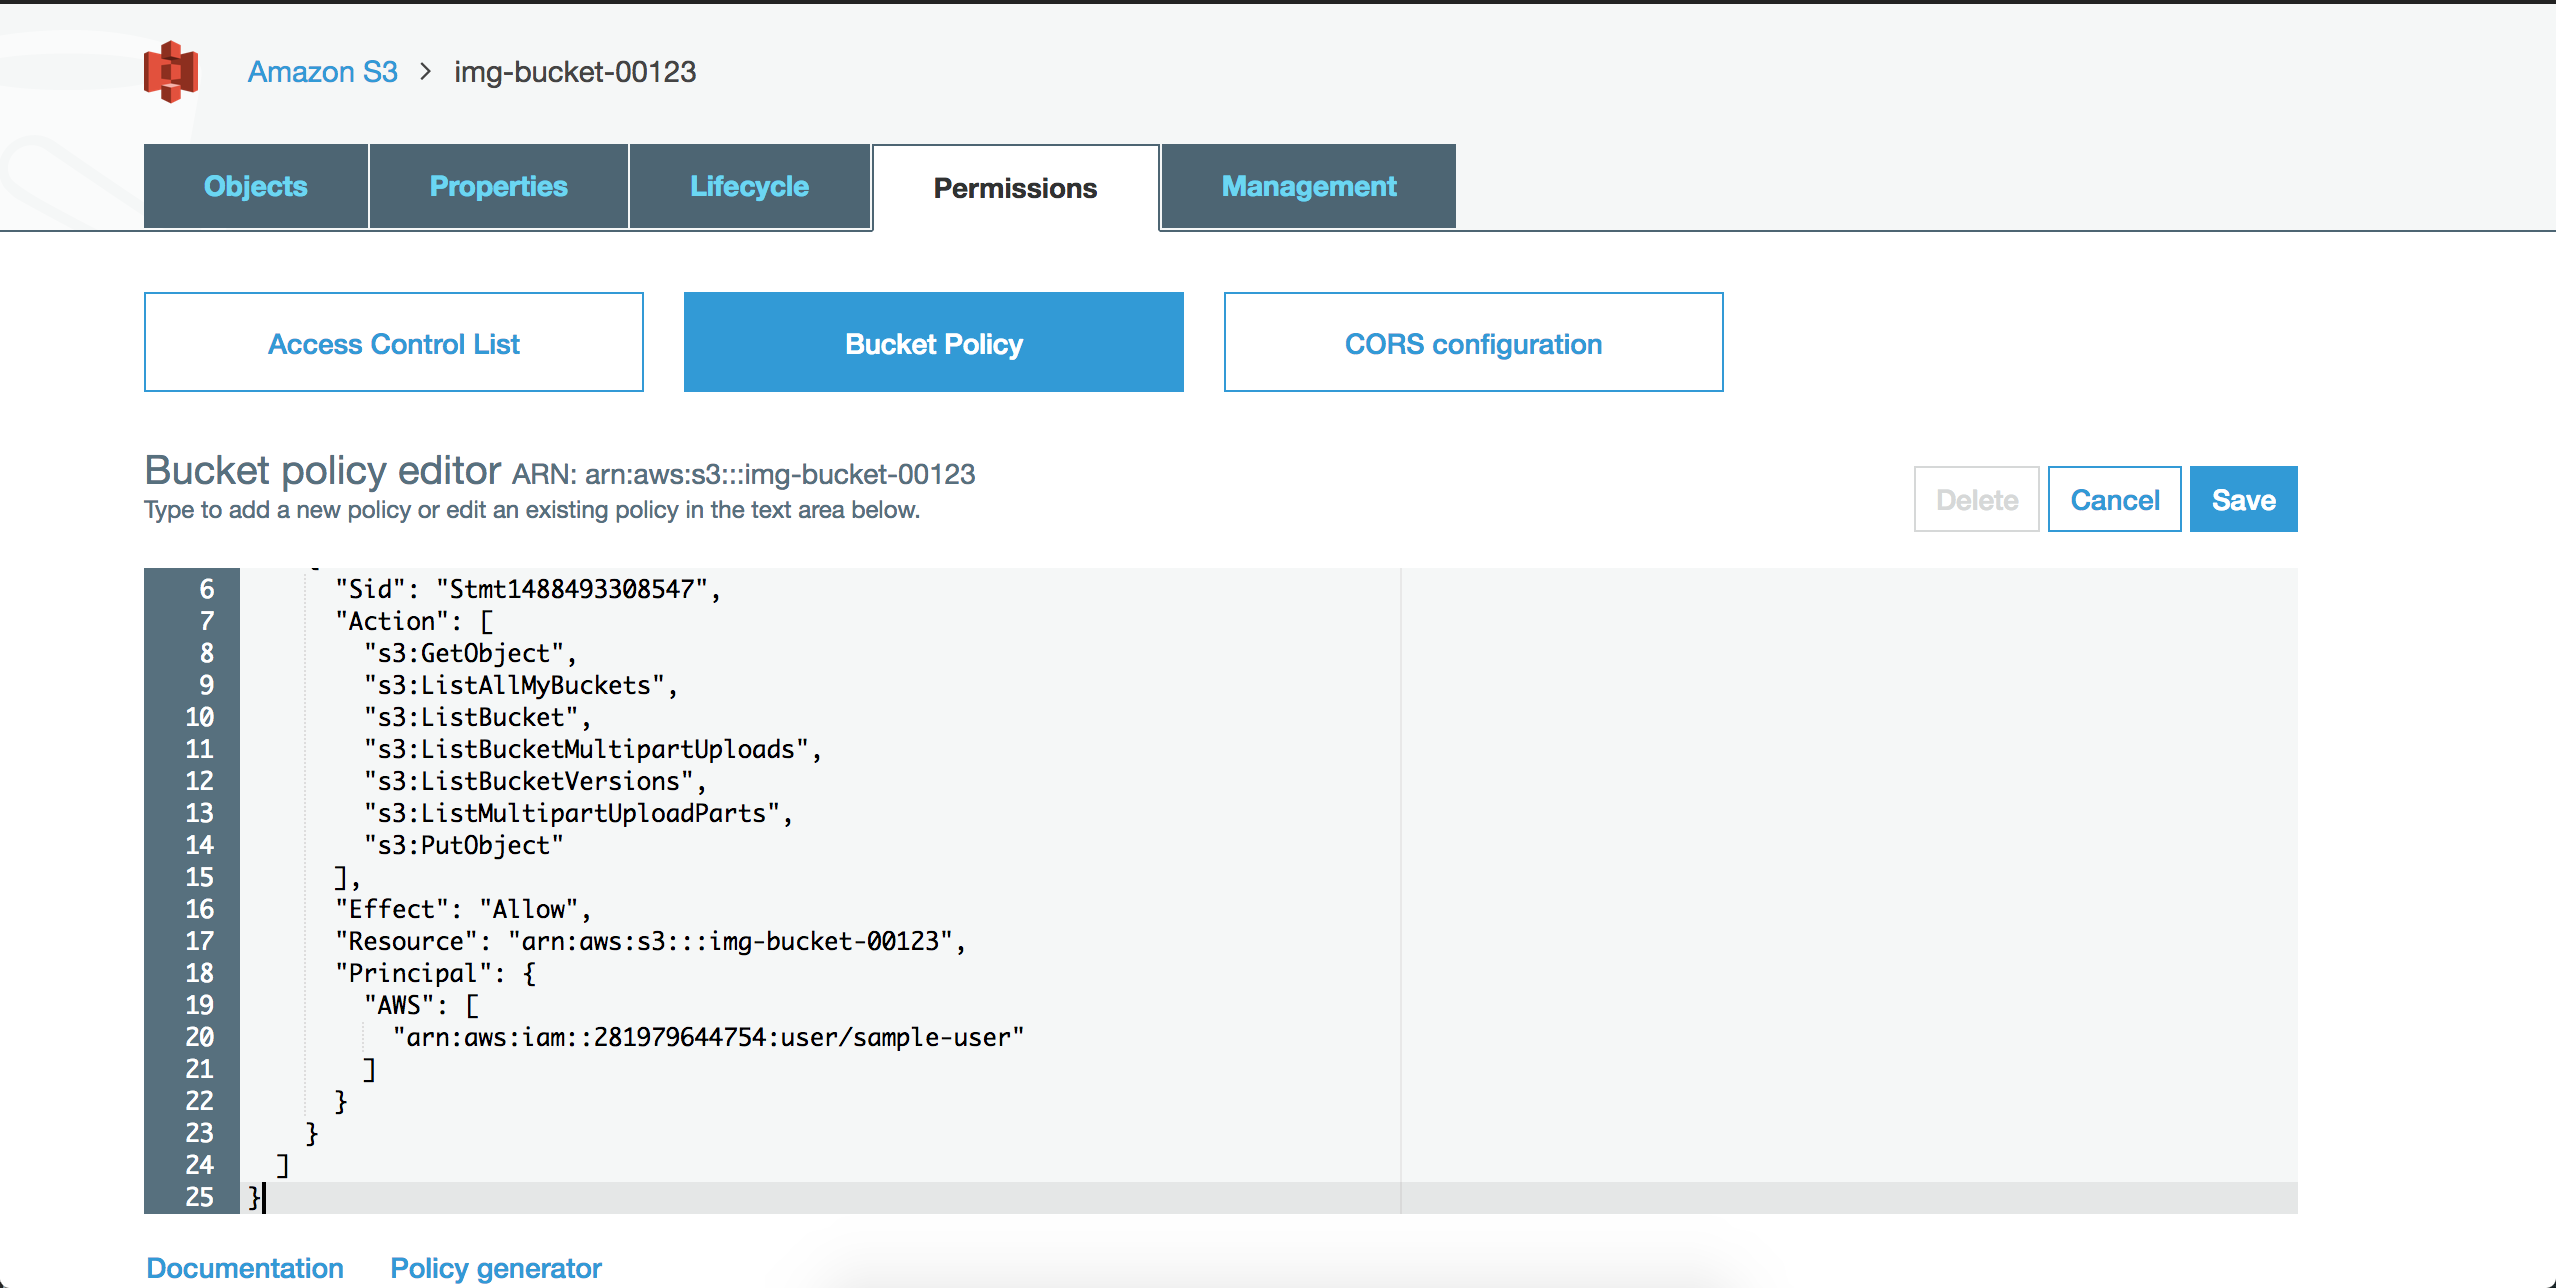 Amazon S3 > img-bucket-00123
Objects Properties Lifecycle Permissions Management
Access Control List Bucket Policy CORS configuration
Bucket policy editor ARN: arn:aws:s3:::img-bucket-00123
Type to add a new policy or edit an existing policy in the text area below.
Delete Cancel Save
6 "Sid": "Stmt1488493308547",
7 "Action": [
8 "s3:GetObject",
9 "s3:ListAllMyBuckets",
10 "s3:ListBucket",
11 "s3:ListBucketMultipartUploads",
12 "s3:ListBucketVersions",
13 "s3:ListMultipartUploadParts",
14 "s3:PutObject"
15 ],
16 "Effect": "Allow",
17 "Resource": "arn:aws:s3:::img-bucket-00123",
18 "Principal": {
19 "AWS": [
20 "arn:aws:iam::281979644754:user/sample-user"
21 ]
22 }
23 }
24 ]
25 }
Documentation Policy generator